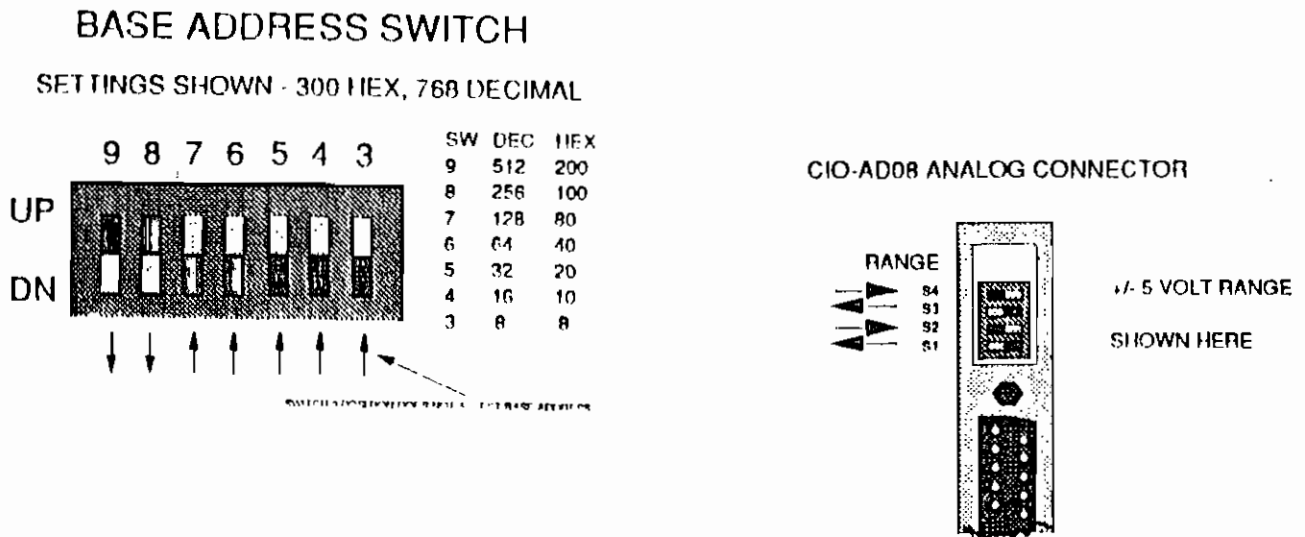 BASE ADDRESS SWITCH
SETTINGS SHOWN - 300 HEX, 768 DECIMAL
9 8 7 6 5 4 3
UP
DN
SW DEC HEX
9 512 200
8 256 100
7 128 80
6 64 40
5 32 20
4 16 10
3 8 8
CIO-AD08 ANALOG CONNECTOR
RANGE
S4
S3
S2
S1
+/- 5 VOLT RANGE
SHOWN HERE